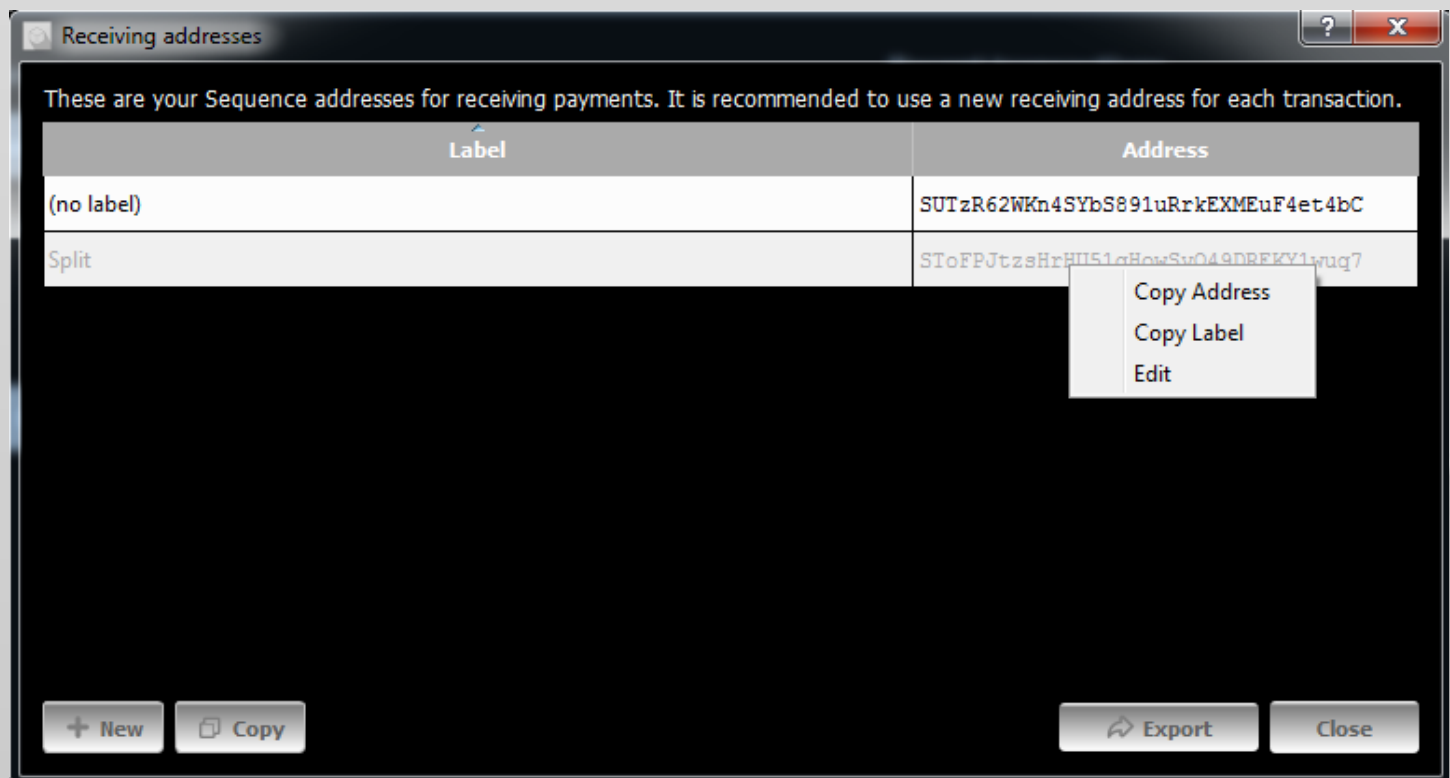 Receiving addresses
?
X
These are your Sequence addresses for receiving payments. It is recommended to use a new receiving address for each transaction.
Label Address
(no label) SUTzR62WKn4SYbS891uRrkEXMEuF4et4bC
Split
Copy Address
Copy Label
Edit
New Copy Export Close